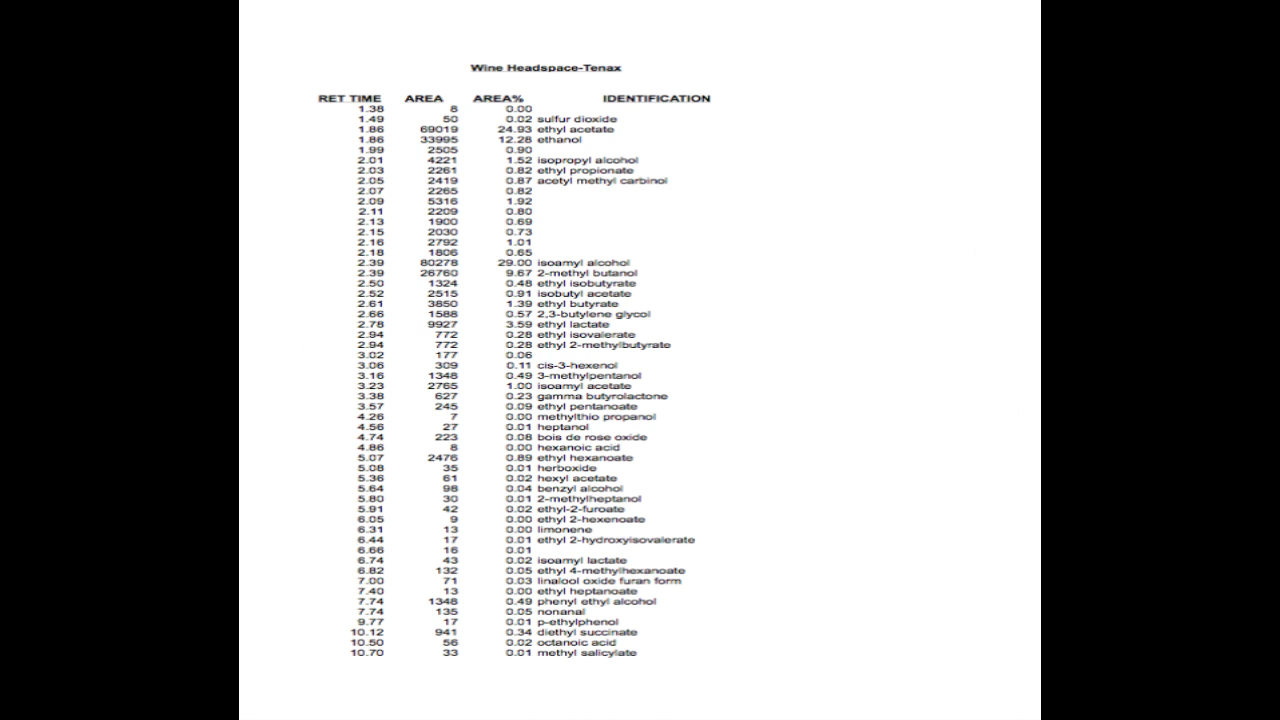 Wine Headspace-Tenax
RET TIME AREA AREA% IDENTIFICATION
1.38 8 0.00
1.49 50 0.02 sulfur dioxide
1.86 69019 24.93 ethyl acetate
1.86 33995 12.28 ethanol
1.99 2505 0.90
2.01 4221 1.52 isopropyl alcohol
2.03 2261 0.82 ethyl propionate
2.05 2419 0.87 acetyl methyl carbinol
2.07 2265 0.82
2.09 5316 1.92
2.11 2209 0.80
2.13 1900 0.69
2.15 2030 0.73
2.16 2792 1.01
2.18 1806 0.65
2.39 80278 29.00 isoamyl alcohol
2.39 26760 9.67 2-methyl butanol
2.50 1324 0.48 ethyl isobutyrate
2.52 2515 0.91 isobutyl acetate
2.61 3850 1.39 ethyl butyrate
2.66 1588 0.57 2,3-butylene glycol
2.78 9927 3.59 ethyl lactate
2.94 772 0.28 ethyl isovalerate
2.94 772 0.28 ethyl 2-methylbutyrate
3.02 177 0.06
3.06 309 0.11 cis-3-hexenol
3.16 1348 0.49 3-methylpentanol
3.23 2765 1.00 isoamyl acetate
3.38 627 0.23 gamma butyrolactone
3.57 245 0.09 ethyl pentanoate
4.26 7 0.00 methylthio propanol
4.56 27 0.01 heptanol
4.74 223 0.08 bois de rose oxide
4.86 8 0.00 hexanoic acid
5.07 2476 0.89 ethyl hexanoate
5.08 35 0.01 herboxide
5.36 61 0.02 hexyl acetate
5.64 98 0.04 benzyl alcohol
5.80 30 0.01 2-methylheptanol
5.91 42 0.02 ethyl-2-furoate
6.05 9 0.00 ethyl 2-hexenoate
6.31 13 0.00 limonene
6.44 17 0.01 ethyl 2-hydroxyisovalerate
6.66 16 0.01
6.74 43 0.02 isoamyl lactate
6.82 132 0.05 ethyl 4-methylhexanoate
7.00 71 0.03 linalool oxide furan form
7.40 13 0.00 ethyl heptanoate
7.74 1348 0.49 phenyl ethyl alcohol
7.74 135 0.05 nonanal
9.77 17 0.01 p-ethylphenol
10.12 941 0.34 diethyl succinate
10.50 56 0.02 octanoic acid
10.70 33 0.01 methyl salicylate